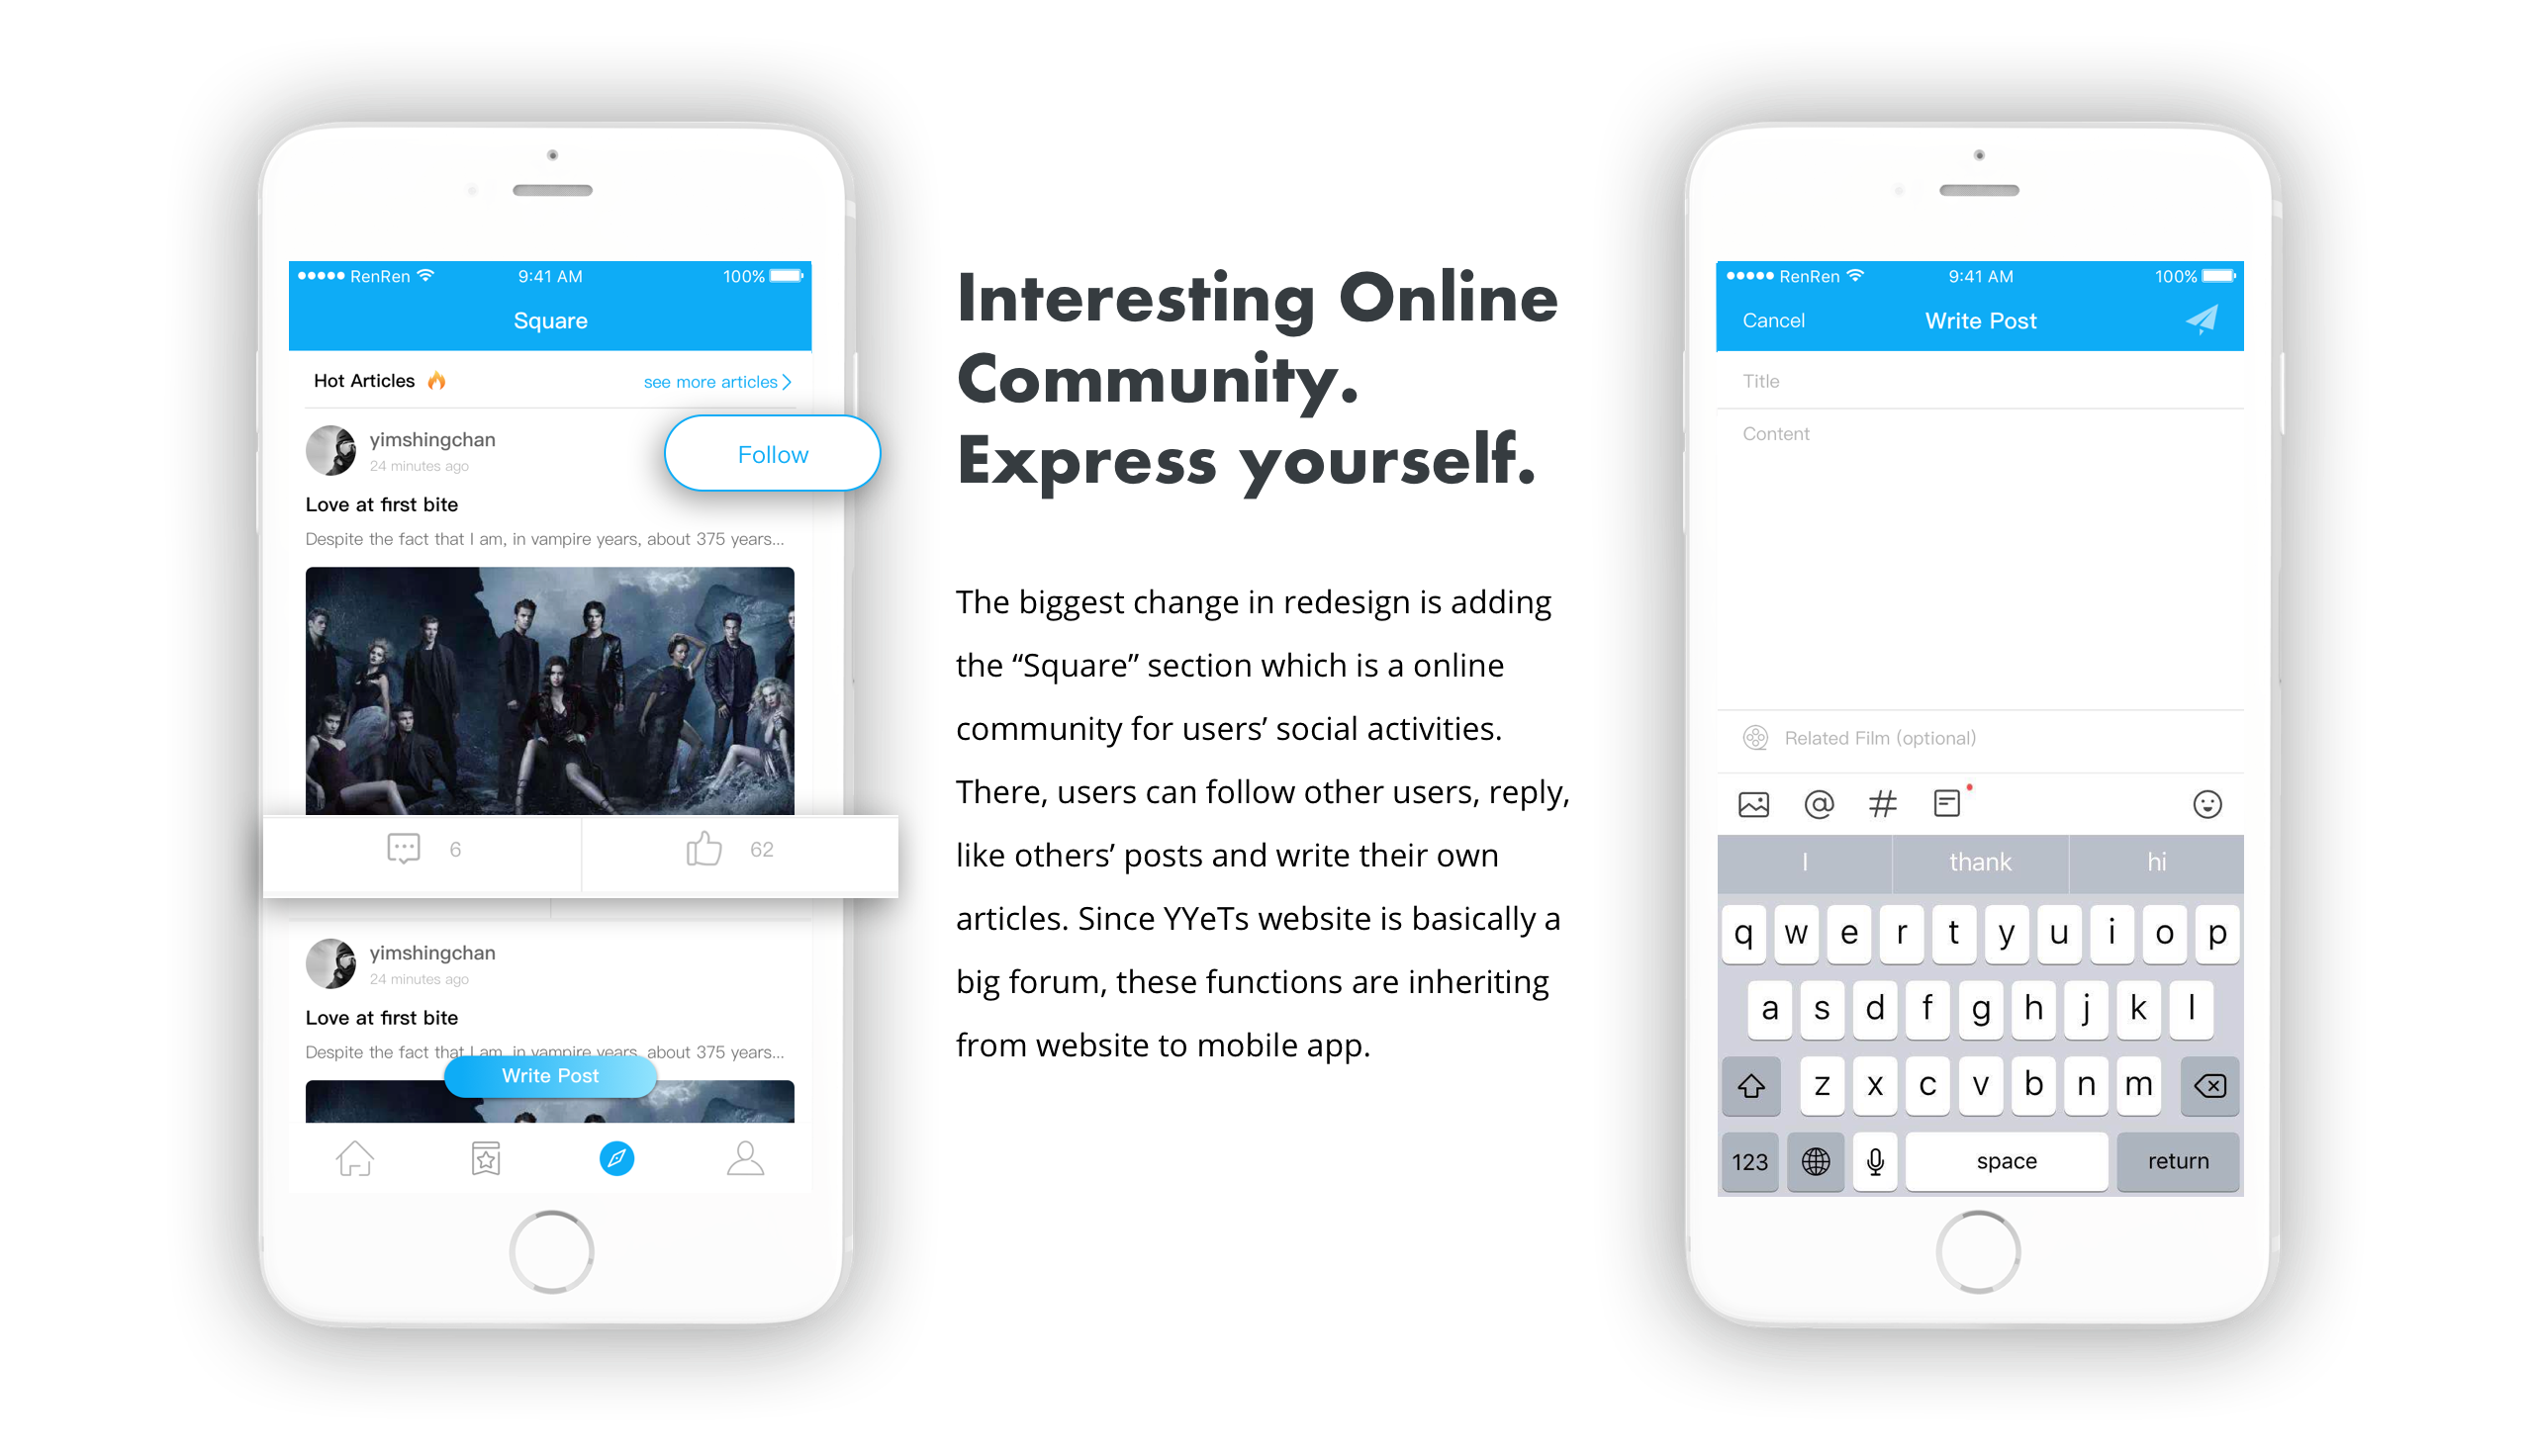 RenRen 9:41 AM 100%
Square
Hot Articles see more articles
yimshingchan
24 minutes ago
Follow
Love at first bite
Despite the fact that I am, in vampire years, about 375 years...
6 62
yimshingchan
24 minutes ago
Love at first bite
Despite the fact that I am, in vampire years, about 375 years...
Write Post
Interesting Online
Community.
Express yourself.
The biggest change in redesign is adding
the “Square” section which is a online
community for users’ social activities.
There, users can follow other users, reply,
like others’ posts and write their own
articles. Since YYeTs website is basically a
big forum, these functions are inheriting
from website to mobile app.
RenRen 9:41 AM 100%
Cancel Write Post
Title
Content
Related Film (optional)
@ #
I thank hi
q w e r t y u i o p
a s d f g h j k l
z x c v b n m
123 space return